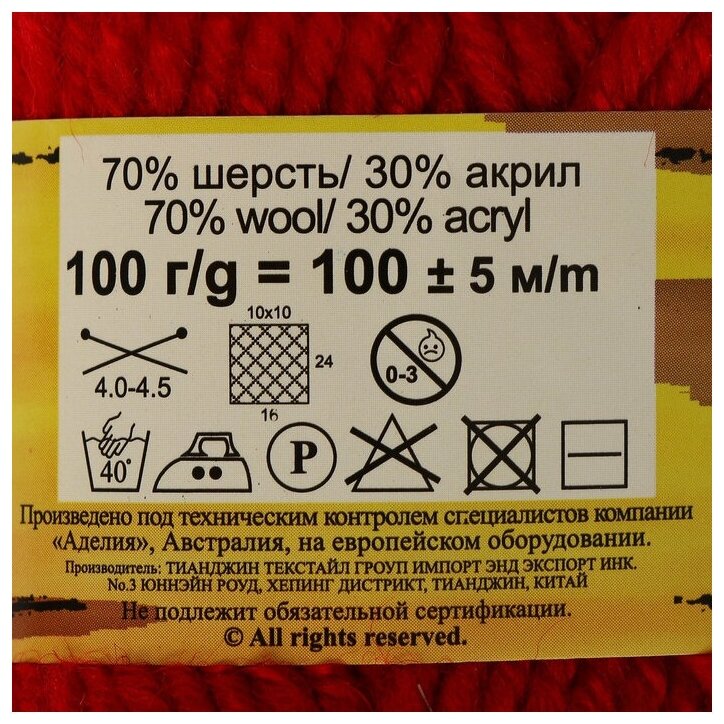 70% шерсть/ 30% акрил
70% wool/ 30% acryl
100 г/g = 100 ± 5 м/m
10x10
4.0-4.5
24
16
0-3
40°
P
Произведено под техническим контролем специалистов компании
«Аделия», Австралия, на европейском оборудовании.
Производитель: ТИАНДЖИН ТЕКСТАЙЛ ГРОУП ИМПОРТ ЭНД ЭКСПОРТ ИНК.
No.3 ЮННЭЙН РОУД, ХЕПИНГ ДИСТРИКТ, ТИАНДЖИН, КИТАЙ
Не подлежит обязательной сертификации.
© All rights reserved.